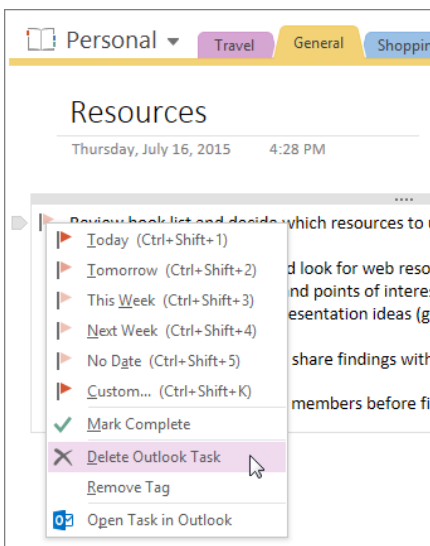 Personal
Travel
General
Shoppin
Resources
Thursday, July 16, 2015 4:28 PM
Review book list and decide which resources to
Today (Ctrl+Shift+1)
Tomorrow (Ctrl+Shift+2) d look for web reso
This Week (Ctrl+Shift+3) nd points of interes
Next Week (Ctrl+Shift+4) esentation ideas (g
No Date (Ctrl+Shift+5) share findings with
Custom... (Ctrl+Shift+K)
Mark Complete members before fi
Delete Outlook Task
Remove Tag
Open Task in Outlook